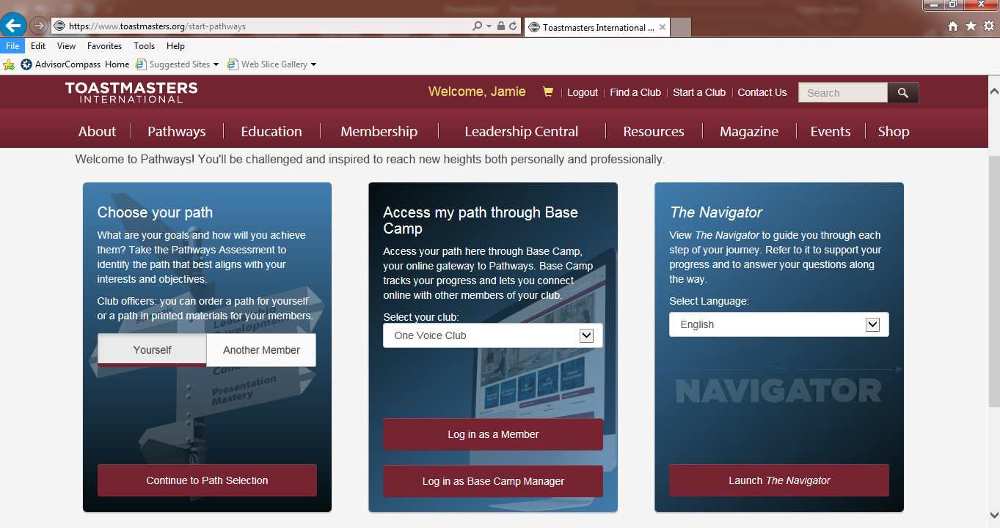 https://www.toastmasters.org/start-pathways
Toastmasters International ...
File Edit View Favorites Tools Help
AdvisorCompass Home Suggested Sites Web Slice Gallery
TOASTMASTERS
INTERNATIONAL
Welcome, Jamie Logout Find a Club Start a Club Contact Us Search
About Pathways Education Membership Leadership Central Resources Magazine Events Shop
Welcome to Pathways! You'll be challenged and inspired to reach new heights both personally and professionally.
Choose your path
What are your goals and how will you achieve
them? Take the Pathways Assessment to
identify the path that best aligns with your
interests and objectives.
Club officers: you can order a path for yourself
or a path in printed materials for your members.
Leadership
Development
Yourself Another Member
Presentation
Mastery
Continue to Path Selection
Access my path through Base
Camp
Access your path here through Base Camp,
your online gateway to Pathways. Base Camp
tracks your progress and lets you connect
online with other members of your club.
Select your club:
One Voice Club
Log in as a Member
Log in as Base Camp Manager
The Navigator
View The Navigator to guide you through each
step of your journey. Refer to it to support your
progress and to answer your questions along
the way.
Select Language:
English
THE
NAVIGATOR
Launch The Navigator